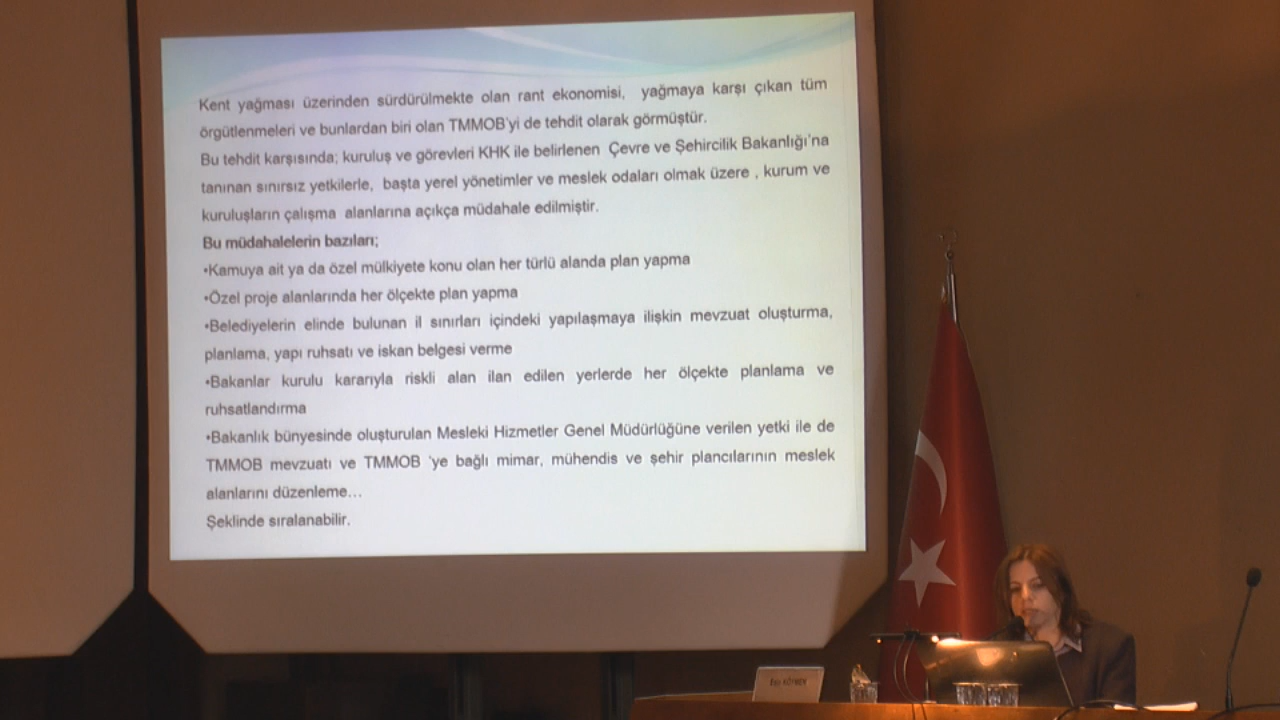 Kent yağması üzerinden sürdürülmekte olan rant ekonomisi, yağmaya karşı çıkan tüm
örgütlenmeleri ve bunlardan biri olan TMMOB'yi de tehdit olarak görmüştür.
Bu tehdit karşısında; kuruluş ve görevleri KHK ile belirlenen Çevre ve Şehircilik Bakanlığı'na
tanınan sınırsız yetkilerle, başta yerel yönetimler ve meslek odaları olmak üzere , kurum ve
kuruluşların çalışma alanlarına açıkça müdahale edilmiştir.
Bu müdahalelerin bazıları;
•Kamuya ait ya da özel mülkiyete konu olan her türlü alanda plan yapma
•Özel proje alanlarında her ölçekte plan yapma
•Belediyelerin elinde bulunan il sınırları içindeki yapılaşmaya ilişkin mevzuat oluşturma,
planlama, yapı ruhsatı ve iskan belgesi verme
•Bakanlar kurulu kararıyla riskli alan ilan edilen yerlerde her ölçekte planlama ve
ruhsatlandırma
•Bakanlık bünyesinde oluşturulan Mesleki Hizmetler Genel Müdürlüğüne verilen yetki ile de
TMMOB mevzuatı ve TMMOB 'ye bağlı mimar, mühendis ve şehir plancılarının meslek
alanlarını düzenleme...
Şeklinde sıralanabilir.